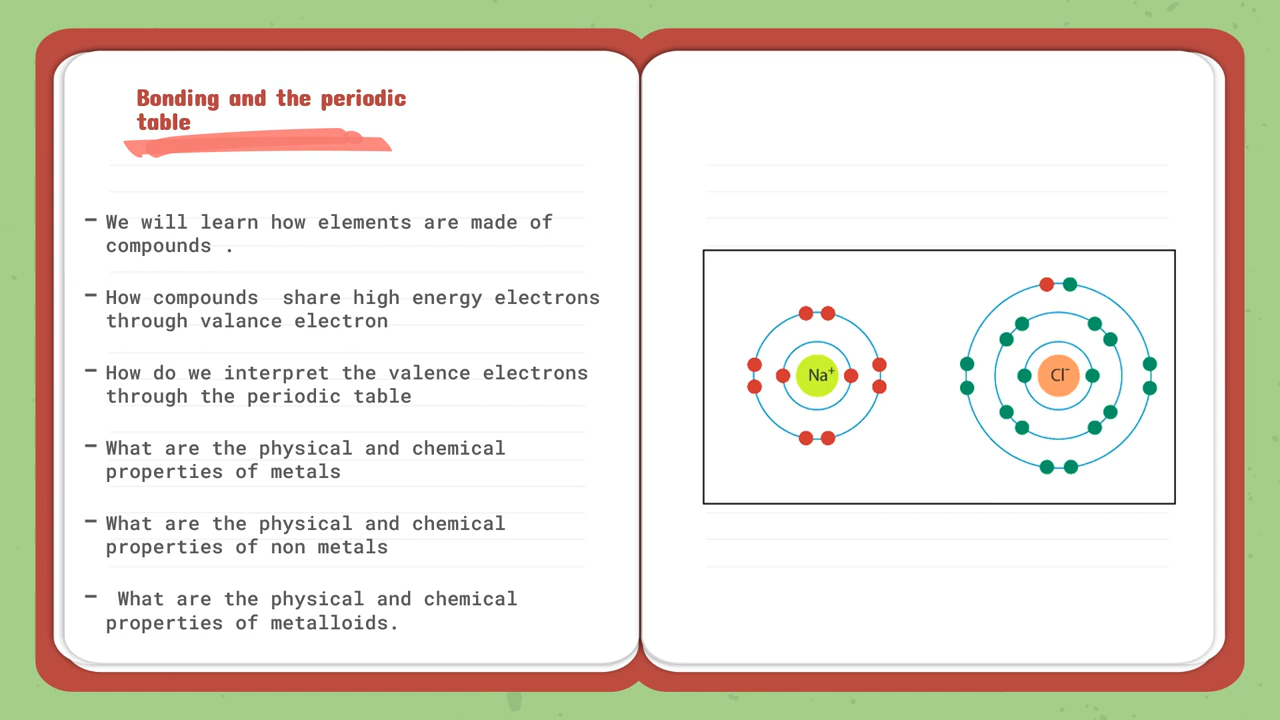 Bonding and the periodic
table
- We will learn how elements are made of
compounds .
- How compounds  share high energy electrons
through valance electron
- How do we interpret the valence electrons
through the periodic table
- What are the physical and chemical
properties of metals
- What are the physical and chemical
properties of non metals
-  What are the physical and chemical
properties of metalloids.
Na⁺
Cl⁻